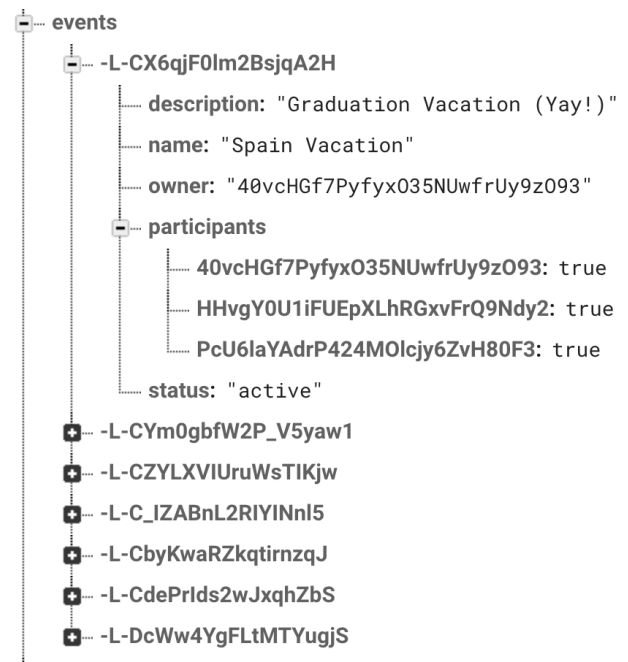 events
-L-CX6qjF0lm2BsjqA2H
description: "Graduation Vacation (Yay!)"
name: "Spain Vacation"
owner: "40vcHGf7PyfyxO35NUwfrUy9zO93"
participants
40vcHGf7PyfyxO35NUwfrUy9zO93: true
HHvgY0U1iFUEpXLhRGxvFrQ9Ndy2: true
PcU6laYAdrP424MOlcjy6ZvH80F3: true
status: "active"
-L-CYm0gbfW2P_V5yaw1
-L-CZYLXVIUruWsTIKjw
-L-C_IZABnL2RIYINnl5
-L-CbyKwaRZkqtirnzqJ
-L-CdePrIds2wJxqhZbS
-L-DcWw4YgFLtMTYugjS